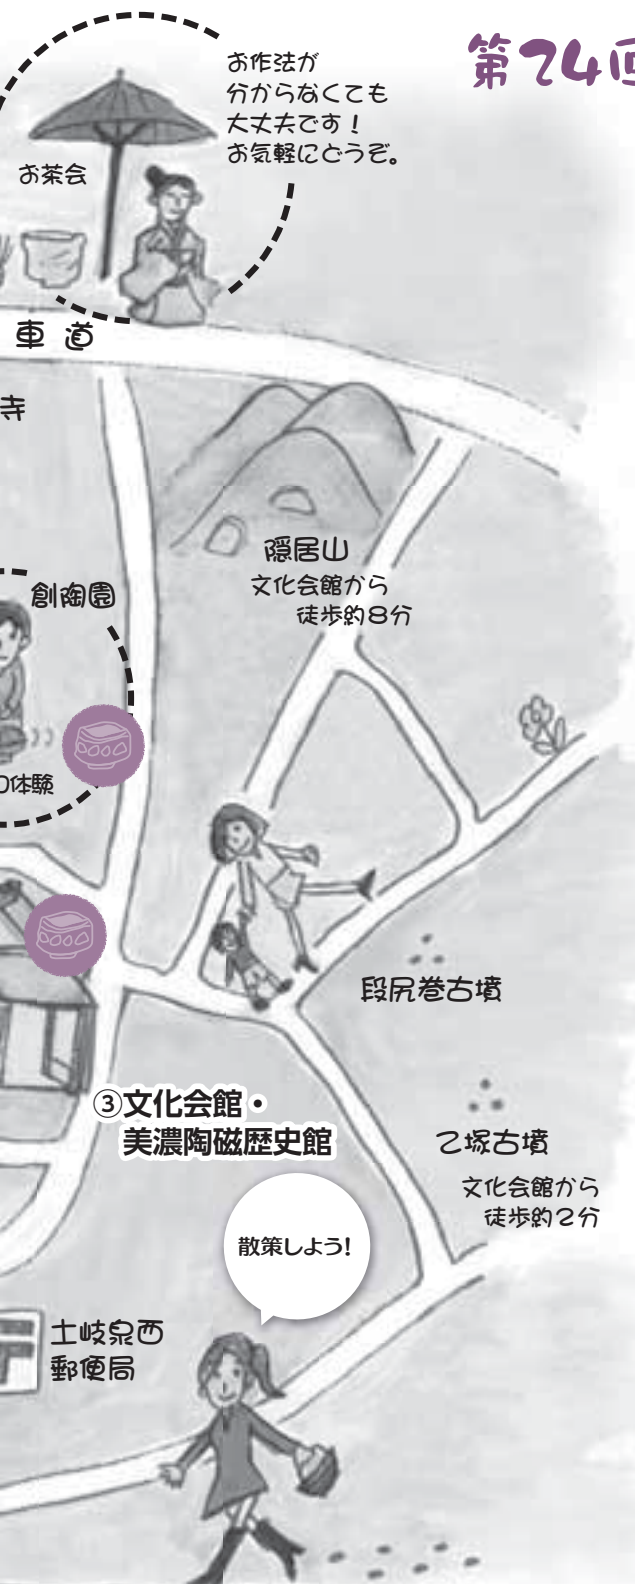 第24回
お作法が
分からなくても
大丈夫です！
お気軽にどうぞ。
お茶会
車道
寺
隠居山
文化会館から
徒歩約8分
創陶園
体験
段尻巻古墳
③文化会館・
美濃陶磁歴史館
乙塚古墳
文化会館から
徒歩約2分
散策しよう!
土岐泉西
郵便局